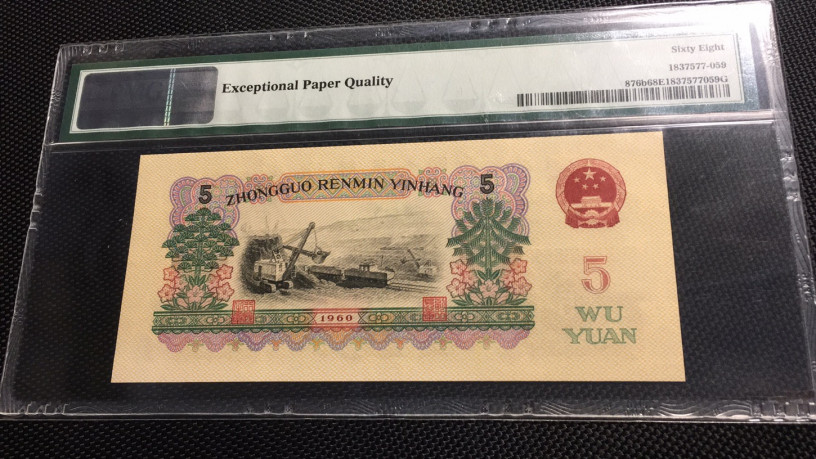 Sixty Eight
1837577-059
Exceptional Paper Quality
876b68E1837577059G
5
ZHONGGUO RENMIN YINHANG
5
5
1960
WU
YUAN